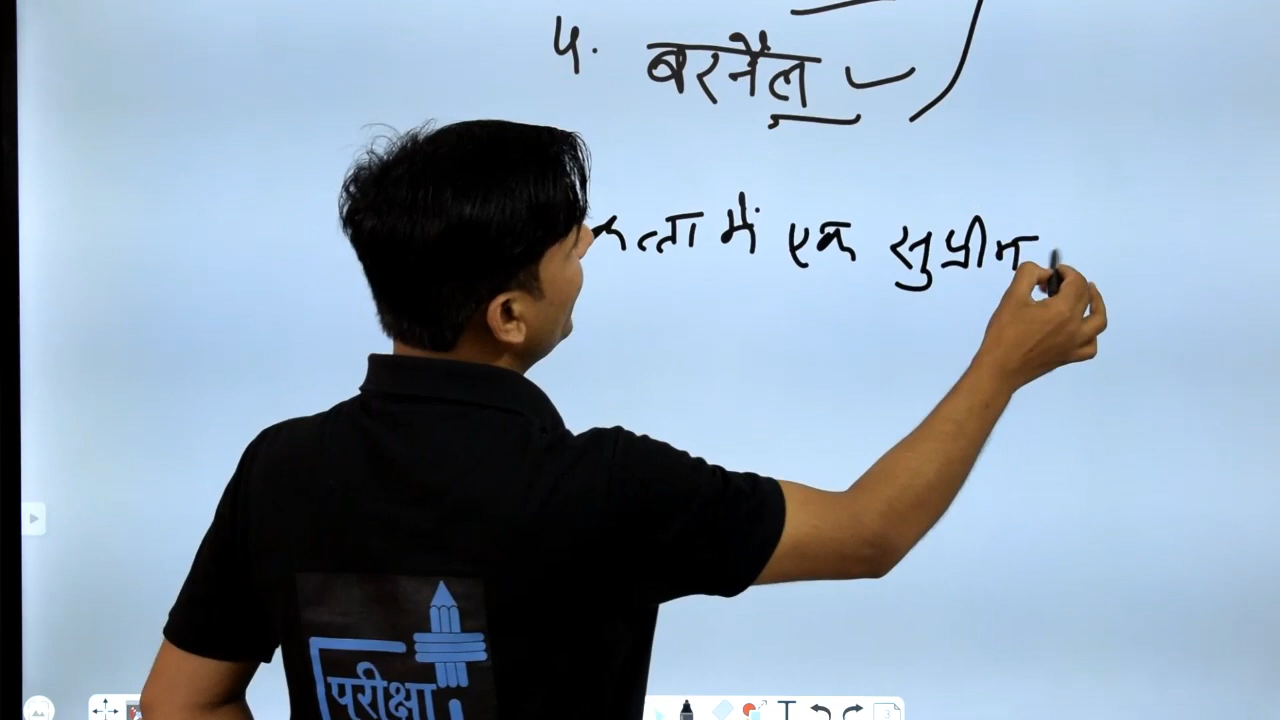 ५. बरनैल
में एक सुप्रीम
परीक्षा